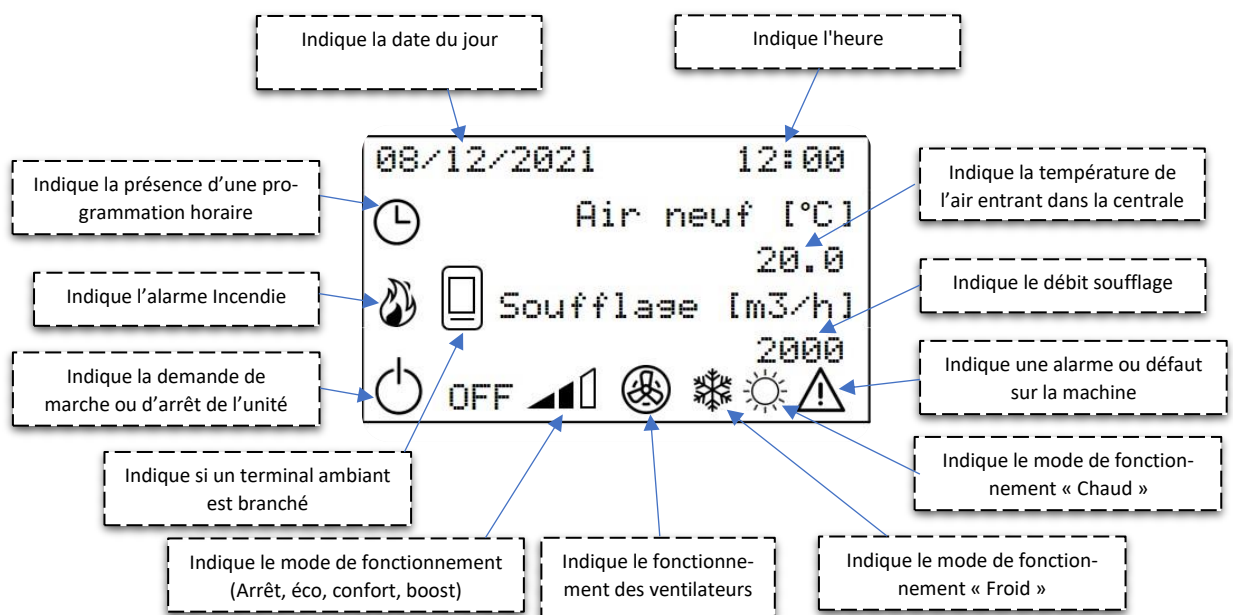 Indique la date du jour
Indique l'heure
08/12/2021 12:00
Indique la présence d’une pro-
grammation horaire
Air neuf [°C]
20.0
Indique la température de
l’air entrant dans la centrale
Indique l’alarme Incendie
Soufflage [m3/h]
2000
Indique le débit soufflage
Indique la demande de
marche ou d’arrêt de l’unité
OFF
Indique une alarme ou défaut
sur la machine
Indique si un terminal ambiant
est branché
Indique le mode de fonction-
nement « Chaud »
Indique le mode de fonctionnement
(Arrêt, éco, confort, boost)
Indique le fonctionne-
ment des ventilateurs
Indique le mode de fonction-
nement « Froid »